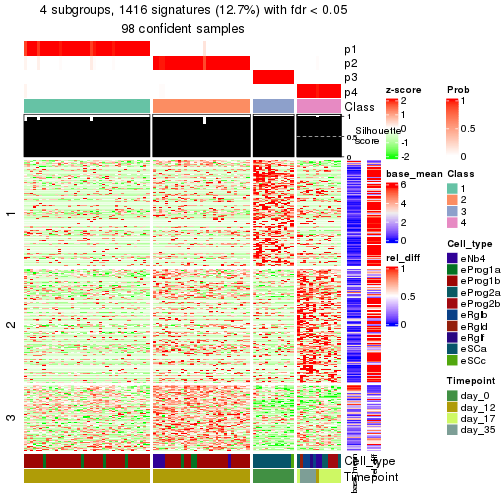 4 subgroups, 1416 signatures (12.7%) with fdr < 0.05
98 confident samples
p1
p2
p3
p4
Class
1
0.5
0
Silhouette
score
1
2
3
Cell_type
Timepoint
base_mean
rel_diff
z-score
2
1
0
-1
-2
base_mean
6
4
2
0
rel_diff
1
0.5
0
Prob
1
0.5
0
Class
1
2
3
4
Cell_type
eNb4
eProg1a
eProg1b
eProg2a
eProg2b
eRglb
eRgld
eRglf
eSCa
eSCc
Timepoint
day_0
day_12
day_17
day_35